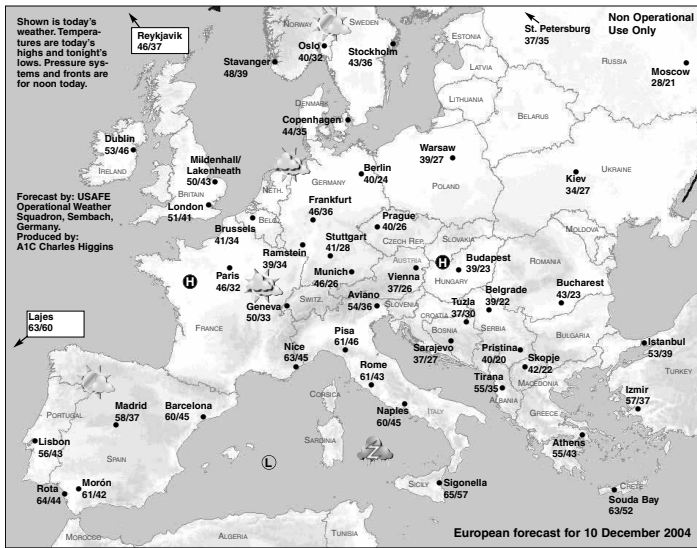 Shown is today's
weather. Tempera-
tures are today's
highs and tonight's
lows. Pressure sys-
tems and fronts are
for noon today.
Reykjavik
46/37
NORWAY
SWEDEN
Oslo
40/32
Stockholm
43/36
Stavanger
48/39
St. Petersburg
37/35
Non Operational
Use Only
ESTONIA
LATVIA
LITHUANIA
RUSSIA
Moscow
28/21
BELARUS
DENMARK
Copenhagen
44/35
Dublin
53/46
IRELAND
Mildenhall/
Lakenheath
50/43
BRITAIN
London
51/41
Forecast by: USAFE
Operational Weather
Squadron, Sembach,
Germany.
Produced by:
A1C Charles Higgins
NETH.
GERMANY
Berlin
40/24
Warsaw
39/27
POLAND
Kiev
34/27
UKRAINE
Frankfurt
46/36
BELG.
Brussels
41/34
Prague
40/26
CZECH REP.
SLOVAKIA
MOLDOVA
Ramstein
39/34
Stuttgart
41/28
Paris
46/32
H
Munich
46/26
AUSTRIA
Vienna
37/26
H
Budapest
39/23
HUNGARY
ROMANIA
Bucharest
43/23
Lajes
63/60
FRANCE
Geneva
50/33
SWITZ.
Aviano
54/36
SLOVENIA
CROATIA
Tuzla
37/30
Belgrade
39/22
BOSNIA
SERBIA
BULGARIA
Nice
63/45
Pisa
61/46
Sarajevo
37/27
Pristina
40/20
Skopje
42/22
Istanbul
53/39
TURKEY
Rome
61/43
Tirana
55/35
MACEDONIA
ALBANIA
Izmir
57/37
PORTUGAL
Madrid
58/37
Barcelona
60/45
CORSICA
Naples
60/45
ITALY
GREECE
Lisbon
56/43
SPAIN
SARDINIA
Athens
55/43
L
Rota
64/44
Morón
61/42
SICILY
Sigonella
65/57
CRETE
Souda Bay
63/52
MOROCCO
ALGERIA
TUNISIA
European forecast for 10 December 2004